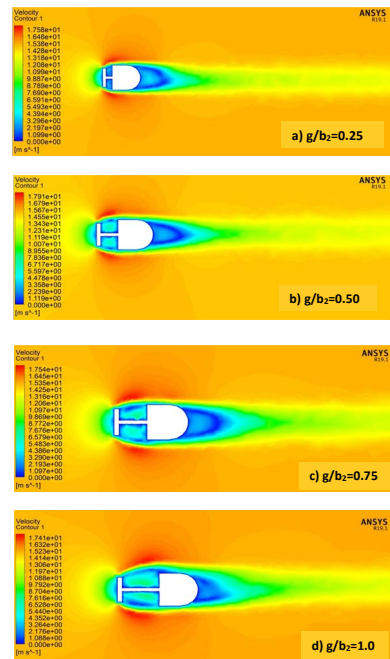 Velocity
Contour 1
ANSYS
R19.1
1.758e+01
1.648e+01
1.538e+01
1.428e+01
1.318e+01
1.208e+01
1.099e+01
9.887e+00
8.789e+00
7.690e+00
6.591e+00
5.493e+00
4.394e+00
3.296e+00
2.197e+00
1.099e+00
0.000e+00
[m s^-1]
a) g/b₂=0.25
Velocity
Contour 1
ANSYS
R19.1
1.791e+01
1.679e+01
1.567e+01
1.455e+01
1.343e+01
1.231e+01
1.119e+01
1.007e+01
8.955e+00
7.836e+00
6.717e+00
5.597e+00
4.478e+00
3.358e+00
2.239e+00
1.119e+00
0.000e+00
[m s^-1]
b) g/b₂=0.50
Velocity
Contour 1
ANSYS
R19.1
1.754e+01
1.645e+01
1.535e+01
1.425e+01
1.316e+01
1.206e+01
1.097e+01
9.869e+00
8.772e+00
7.676e+00
6.579e+00
5.483e+00
4.386e+00
3.290e+00
2.193e+00
1.097e+00
0.000e+00
[m s^-1]
c) g/b₂=0.75
Velocity
Contour 1
ANSYS
R19.1
1.741e+01
1.632e+01
1.523e+01
1.414e+01
1.306e+01
1.197e+01
1.088e+01
9.792e+00
8.704e+00
7.616e+00
6.528e+00
5.440e+00
4.352e+00
3.264e+00
2.176e+00
1.088e+00
0.000e+00
[m s^-1]
d) g/b₂=1.0